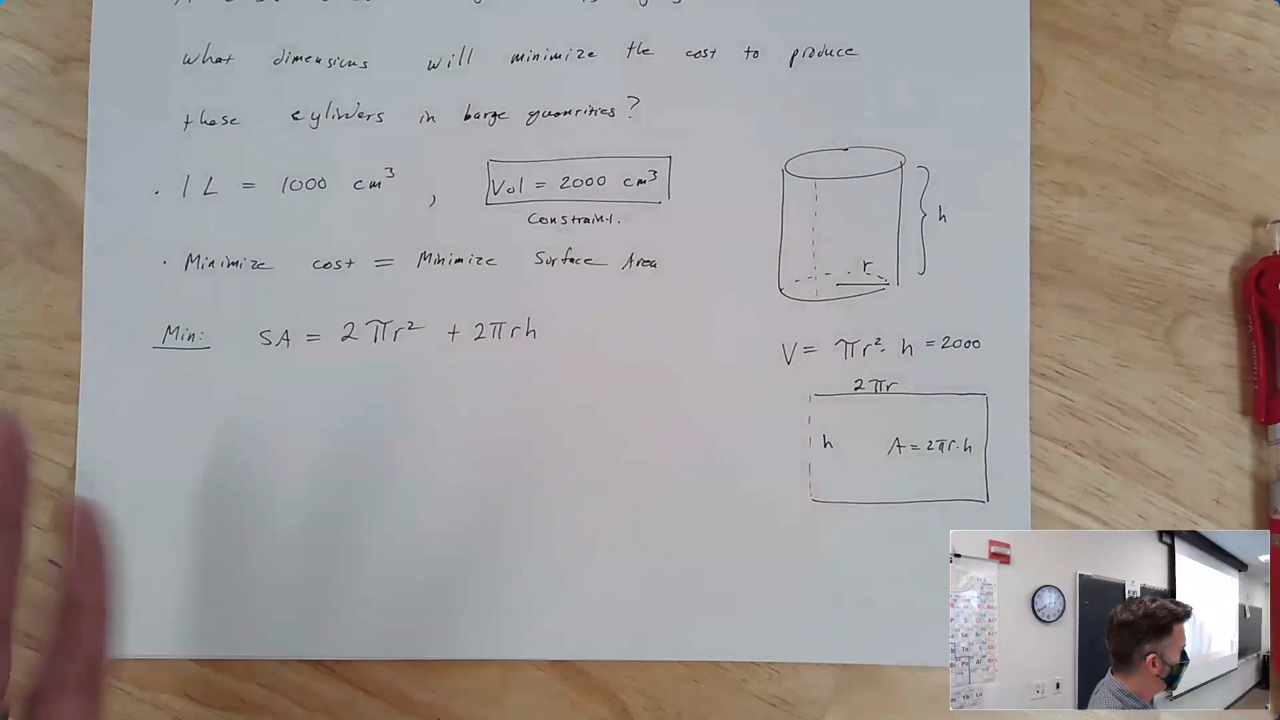 what dimensions will minimize the cost to produce
these cylinders in large quantities?
· 1 L = 1000 cm³ , Vol = 2000 cm³
Constraint.
· Minimize cost = Minimize Surface Area
h
r
Min: SA = 2πr² + 2πrh
V = πr² · h = 2000
2πr
h A = 2πr·h